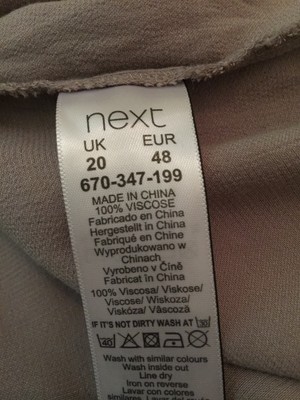 next
UK EUR
20 48
670-347-199
MADE IN CHINA
100% VISCOSE
Fabricado en China
Hergestellt in China
Fabriqué en Chine
Wyprodukowano w
Chinach
Vyrobeno v Číně
Fabricat în China
100% Viscosa/ Viskose/
Viscose/ Wiskoza/
Viskóza/ Vâscoză
IF IT'S NOT DIRTY WASH AT 30
40
Wash with similar colours
Wash inside out
Line dry
Iron on reverse
Lavar con colores